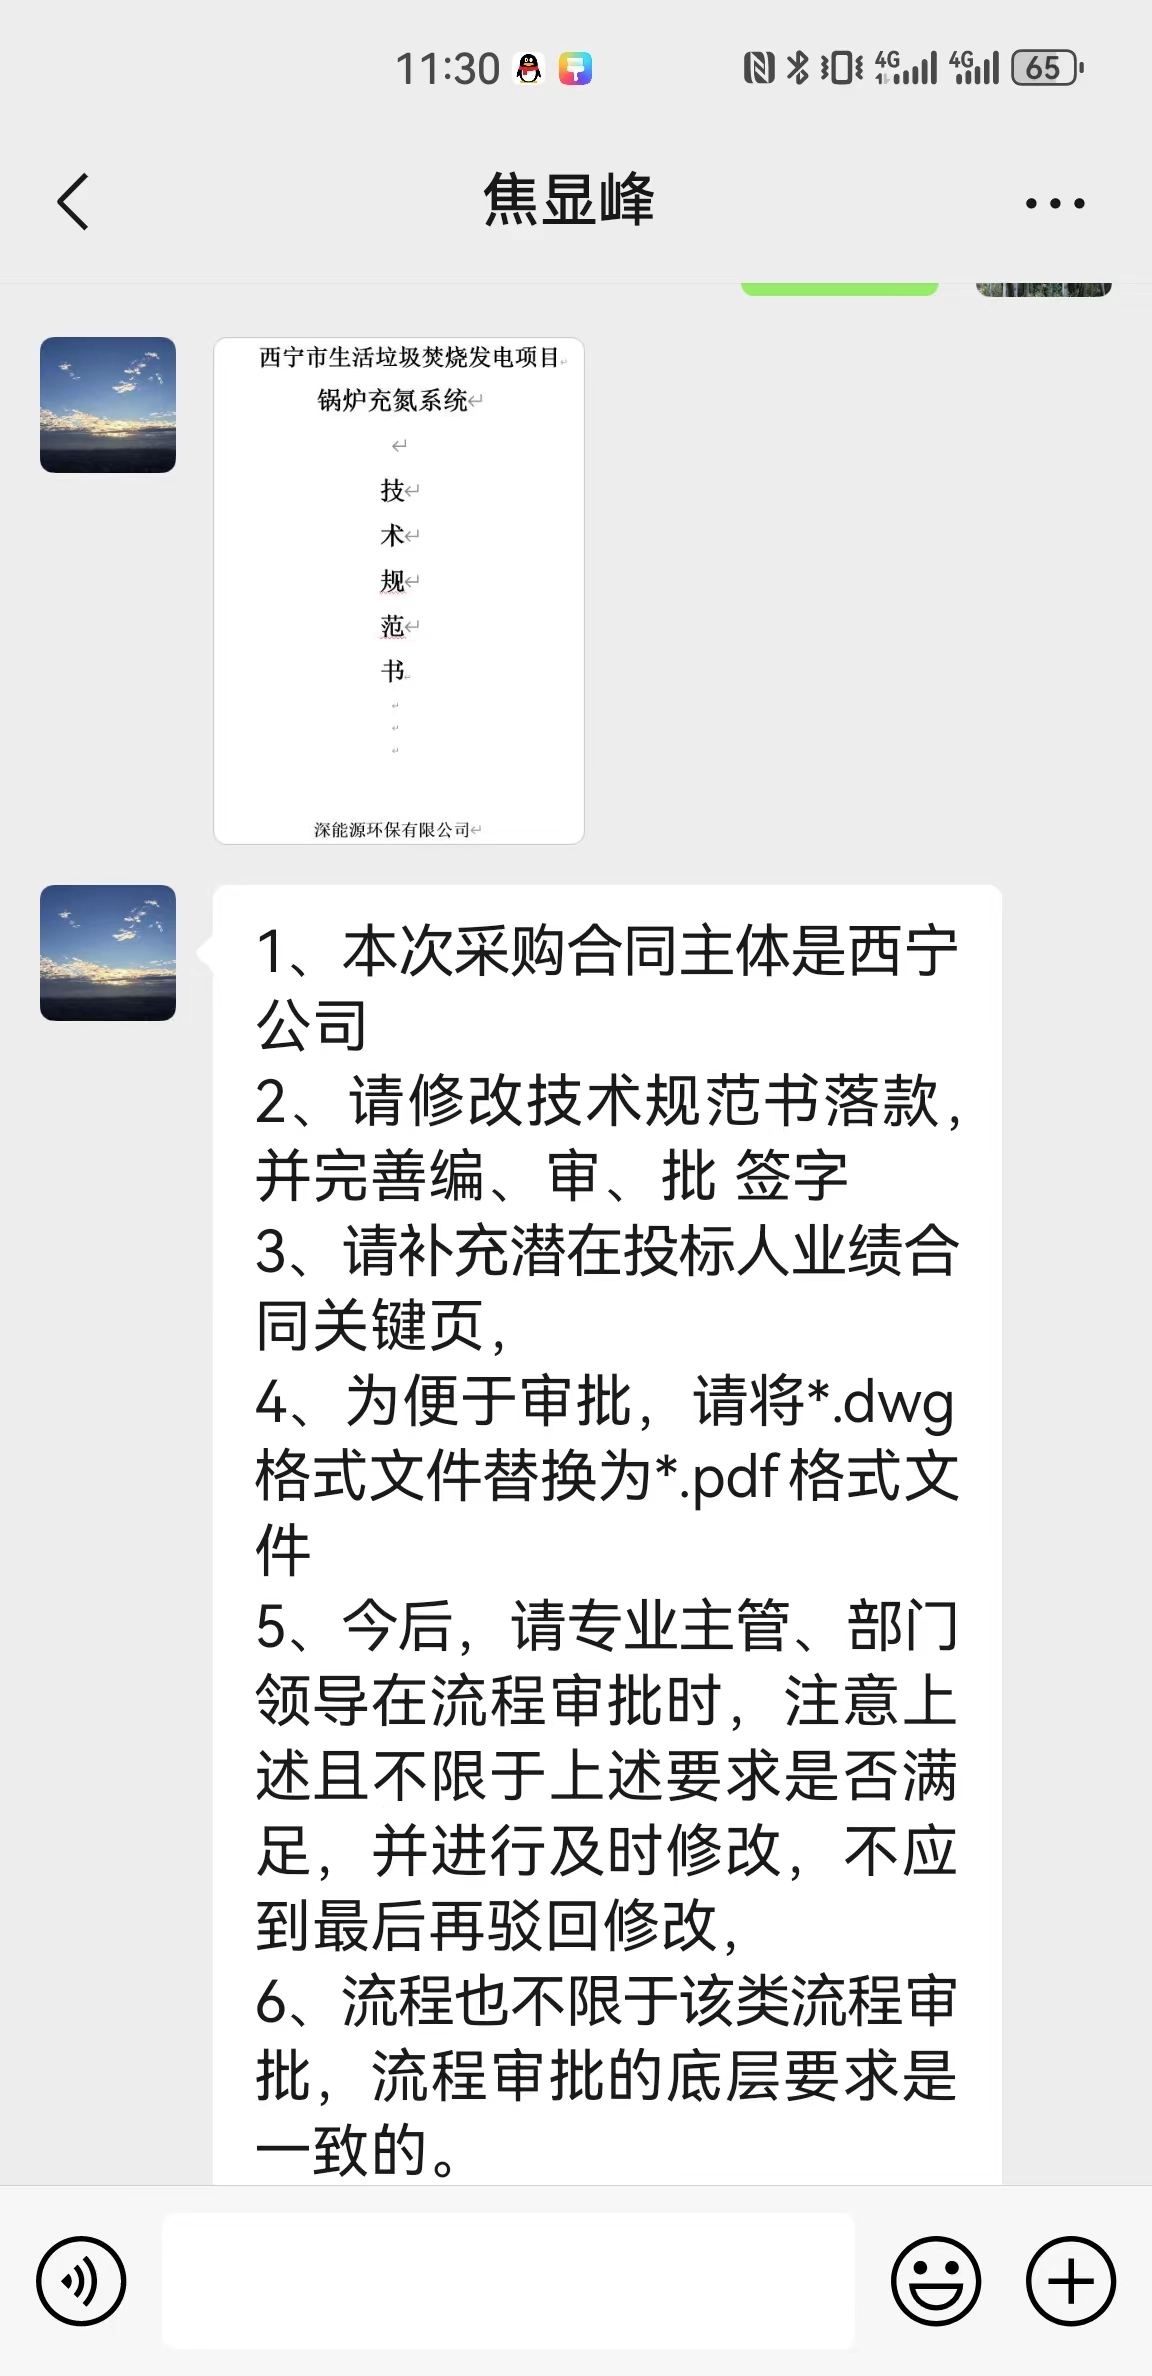 11:30
4G
4G
65
焦显峰
西宁市生活垃圾焚烧发电项目
锅炉充氮系统
技
术
规
范
书
深能源环保有限公司
1、本次采购合同主体是西宁
公司
2、请修改技术规范书落款,
并完善编、审、批 签字
3、请补充潜在投标人业绩合
同关键页,
4、为便于审批，请将*.dwg
格式文件替换为*.pdf格式文
件
5、今后，请专业主管、部门
领导在流程审批时，注意上
述且不限于上述要求是否满
足，并进行及时修改，不应
到最后再驳回修改,
6、流程也不限于该类流程审
批，流程审批的底层要求是
一致的。